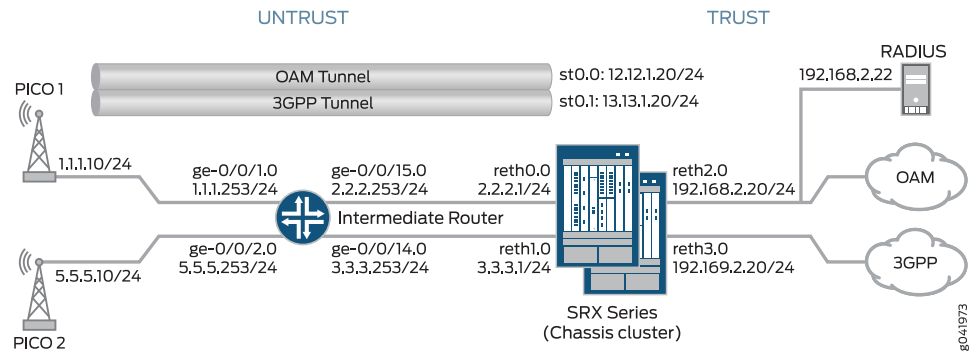 UNTRUST
TRUST
RADIUS
192.168.2.22
OAM Tunnel
st0.0: 12.12.1.20/24
3GPP Tunnel
st0.1: 13.13.1.20/24
PICO 1
1.1.1.10/24
ge-0/0/1.0
1.1.1.253/24
ge-0/0/15.0
2.2.2.253/24
reth0.0
2.2.2.1/24
reth2.0
192.168.2.20/24
OAM
Intermediate Router
5.5.5.10/24
ge-0/0/2.0
5.5.5.253/24
ge-0/0/14.0
3.3.3.253/24
reth1.0
3.3.3.1/24
reth3.0
192.169.2.20/24
3GPP
PICO 2
SRX Series
(Chassis cluster)
g041973